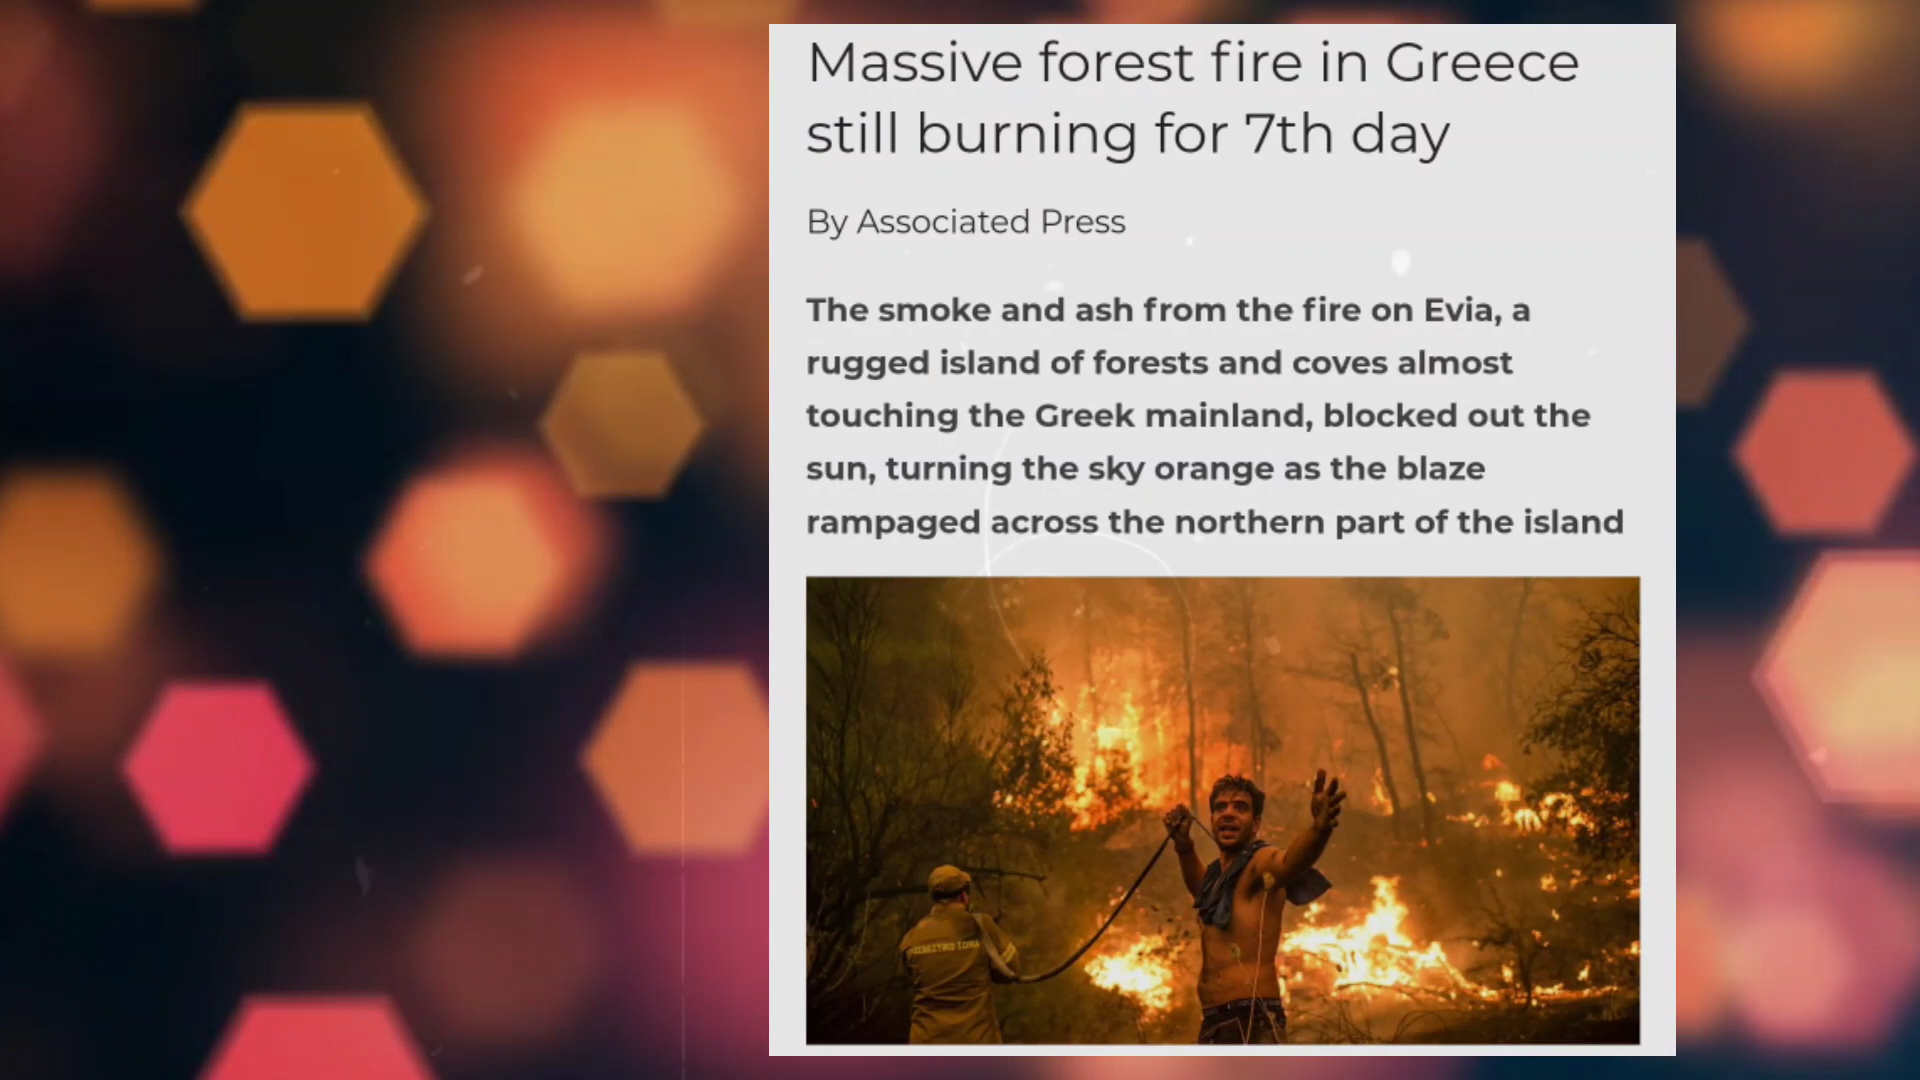 Massive forest fire in Greece
still burning for 7th day
By Associated Press
The smoke and ash from the fire on Evia, a
rugged island of forests and coves almost
touching the Greek mainland, blocked out the
sun, turning the sky orange as the blaze
rampaged across the northern part of the island